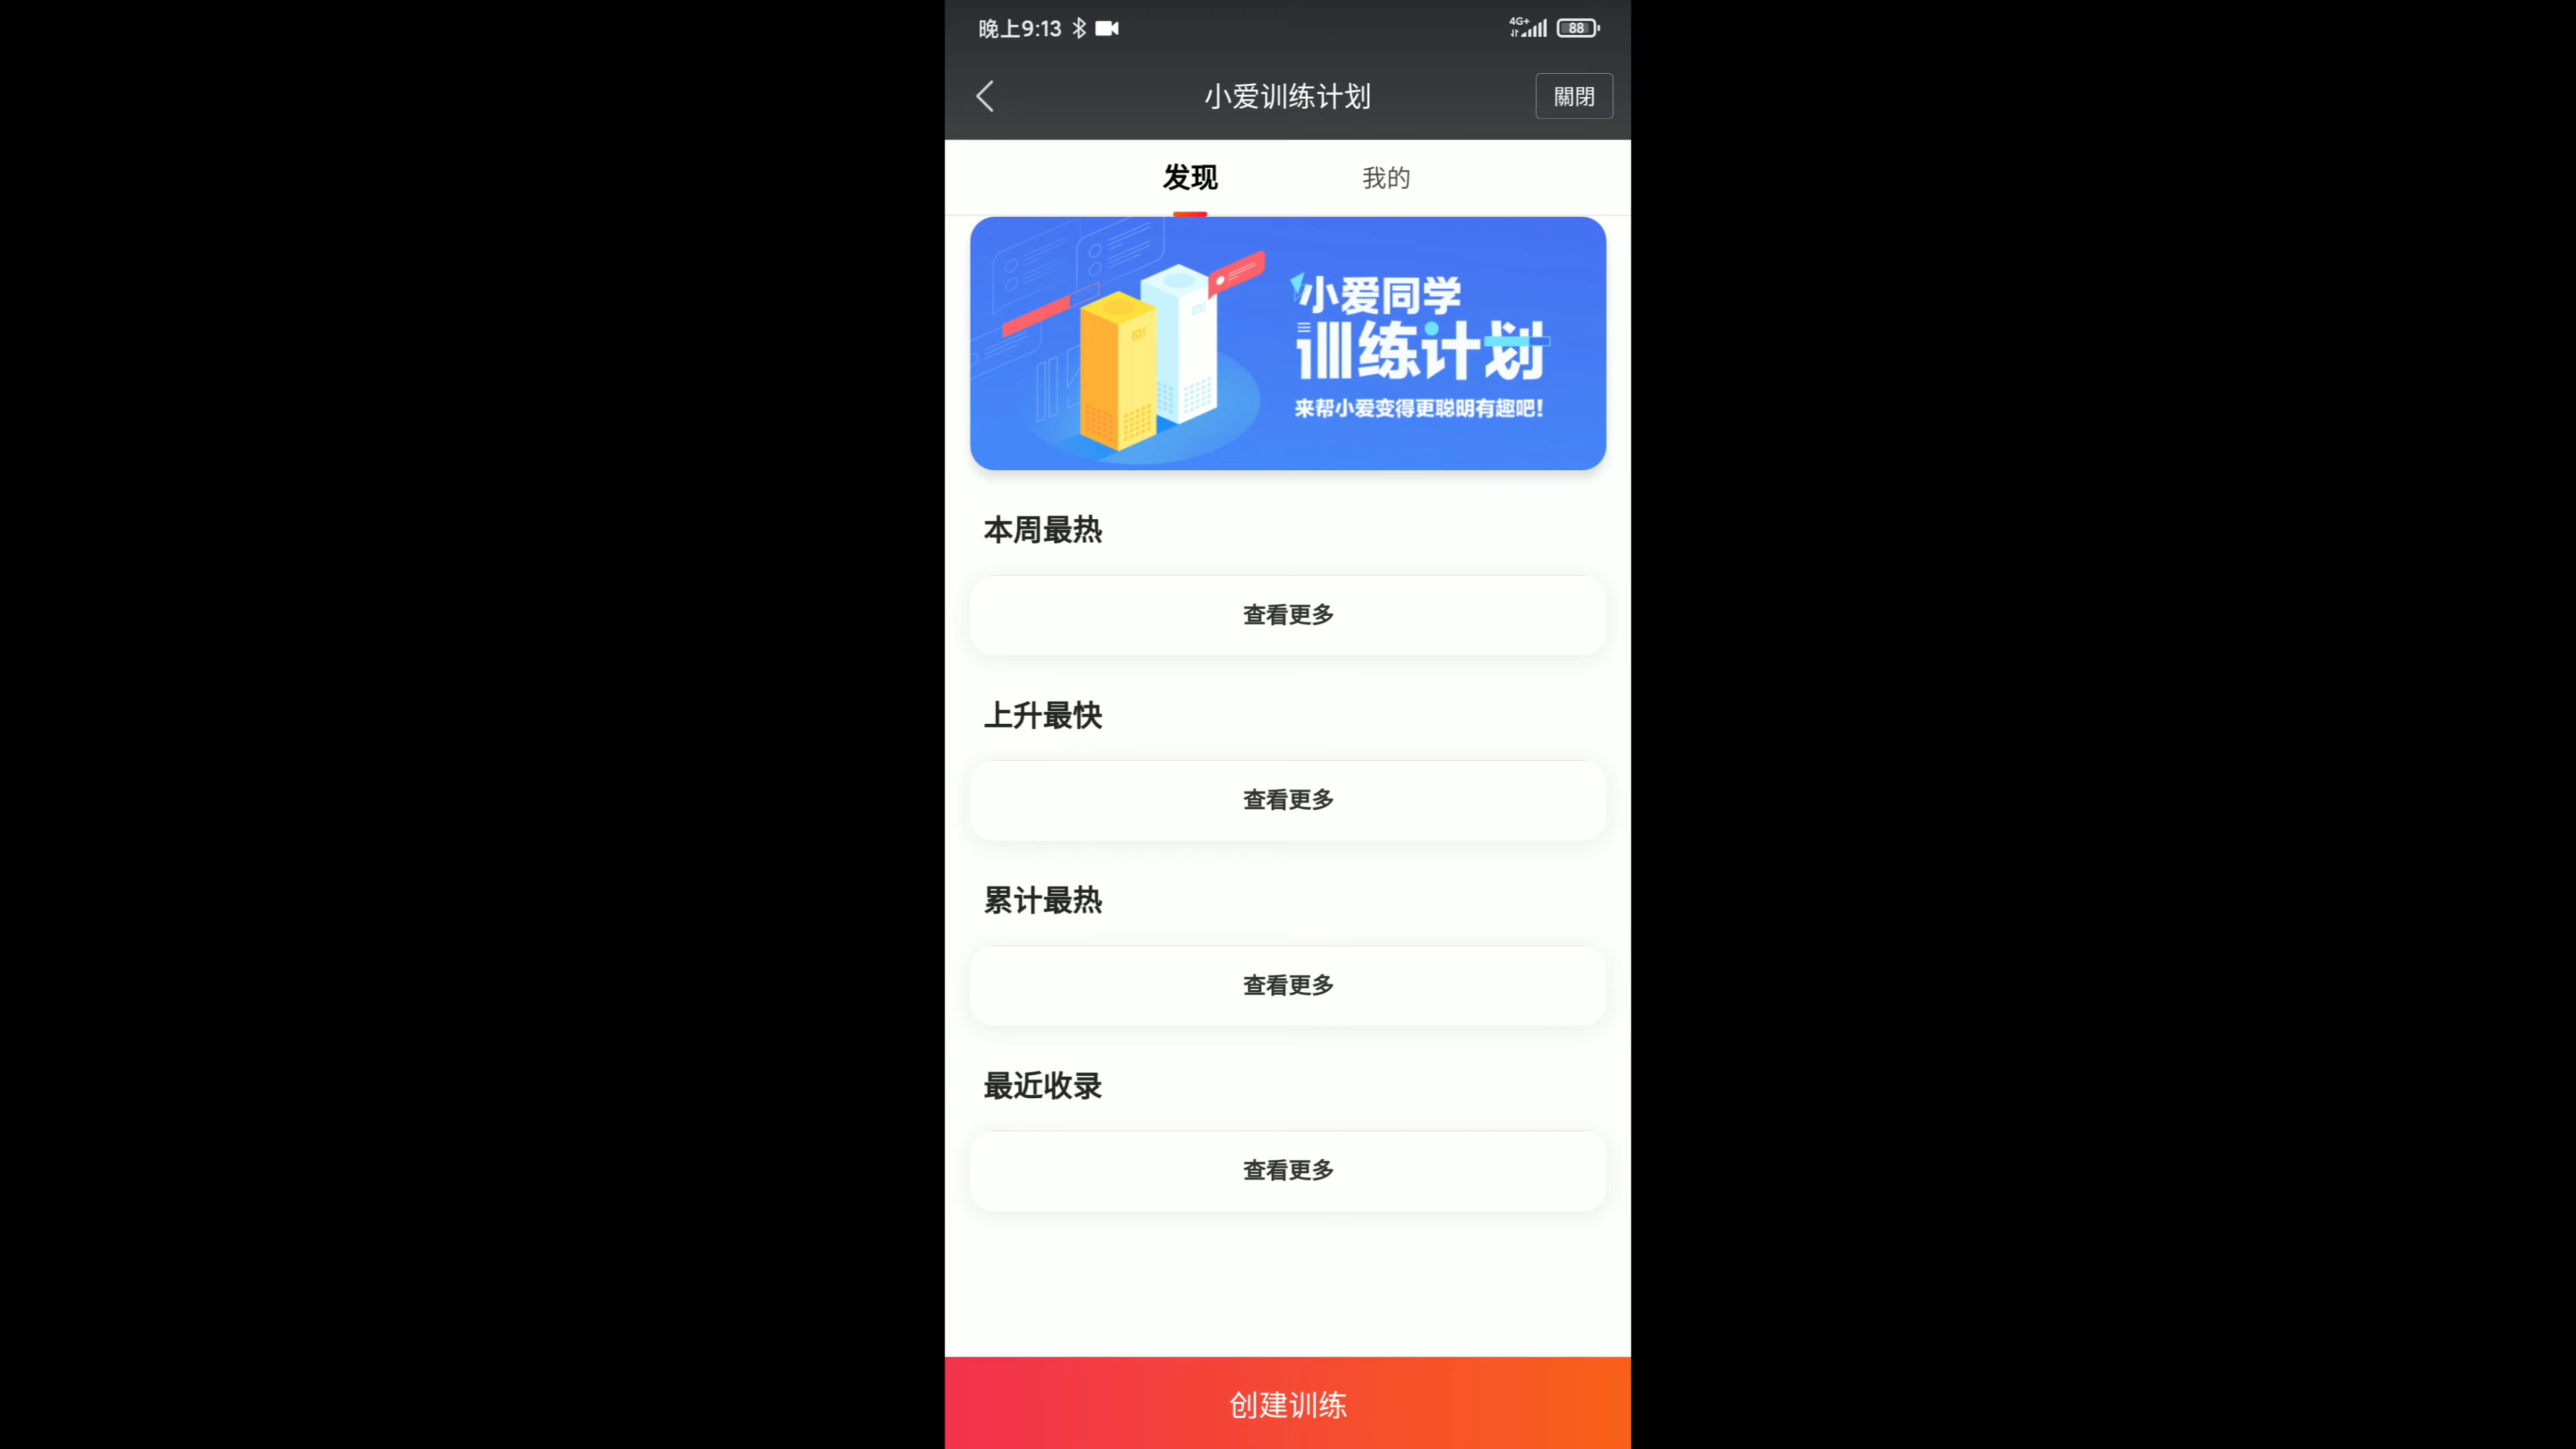 晚上9:13 4G+ 88
小爱训练计划 關閉
发现 我的
小爱同学
训练计划
来帮小爱变得更聪明有趣吧!
本周最热
查看更多
上升最快
查看更多
累计最热
查看更多
最近收录
查看更多
创建训练